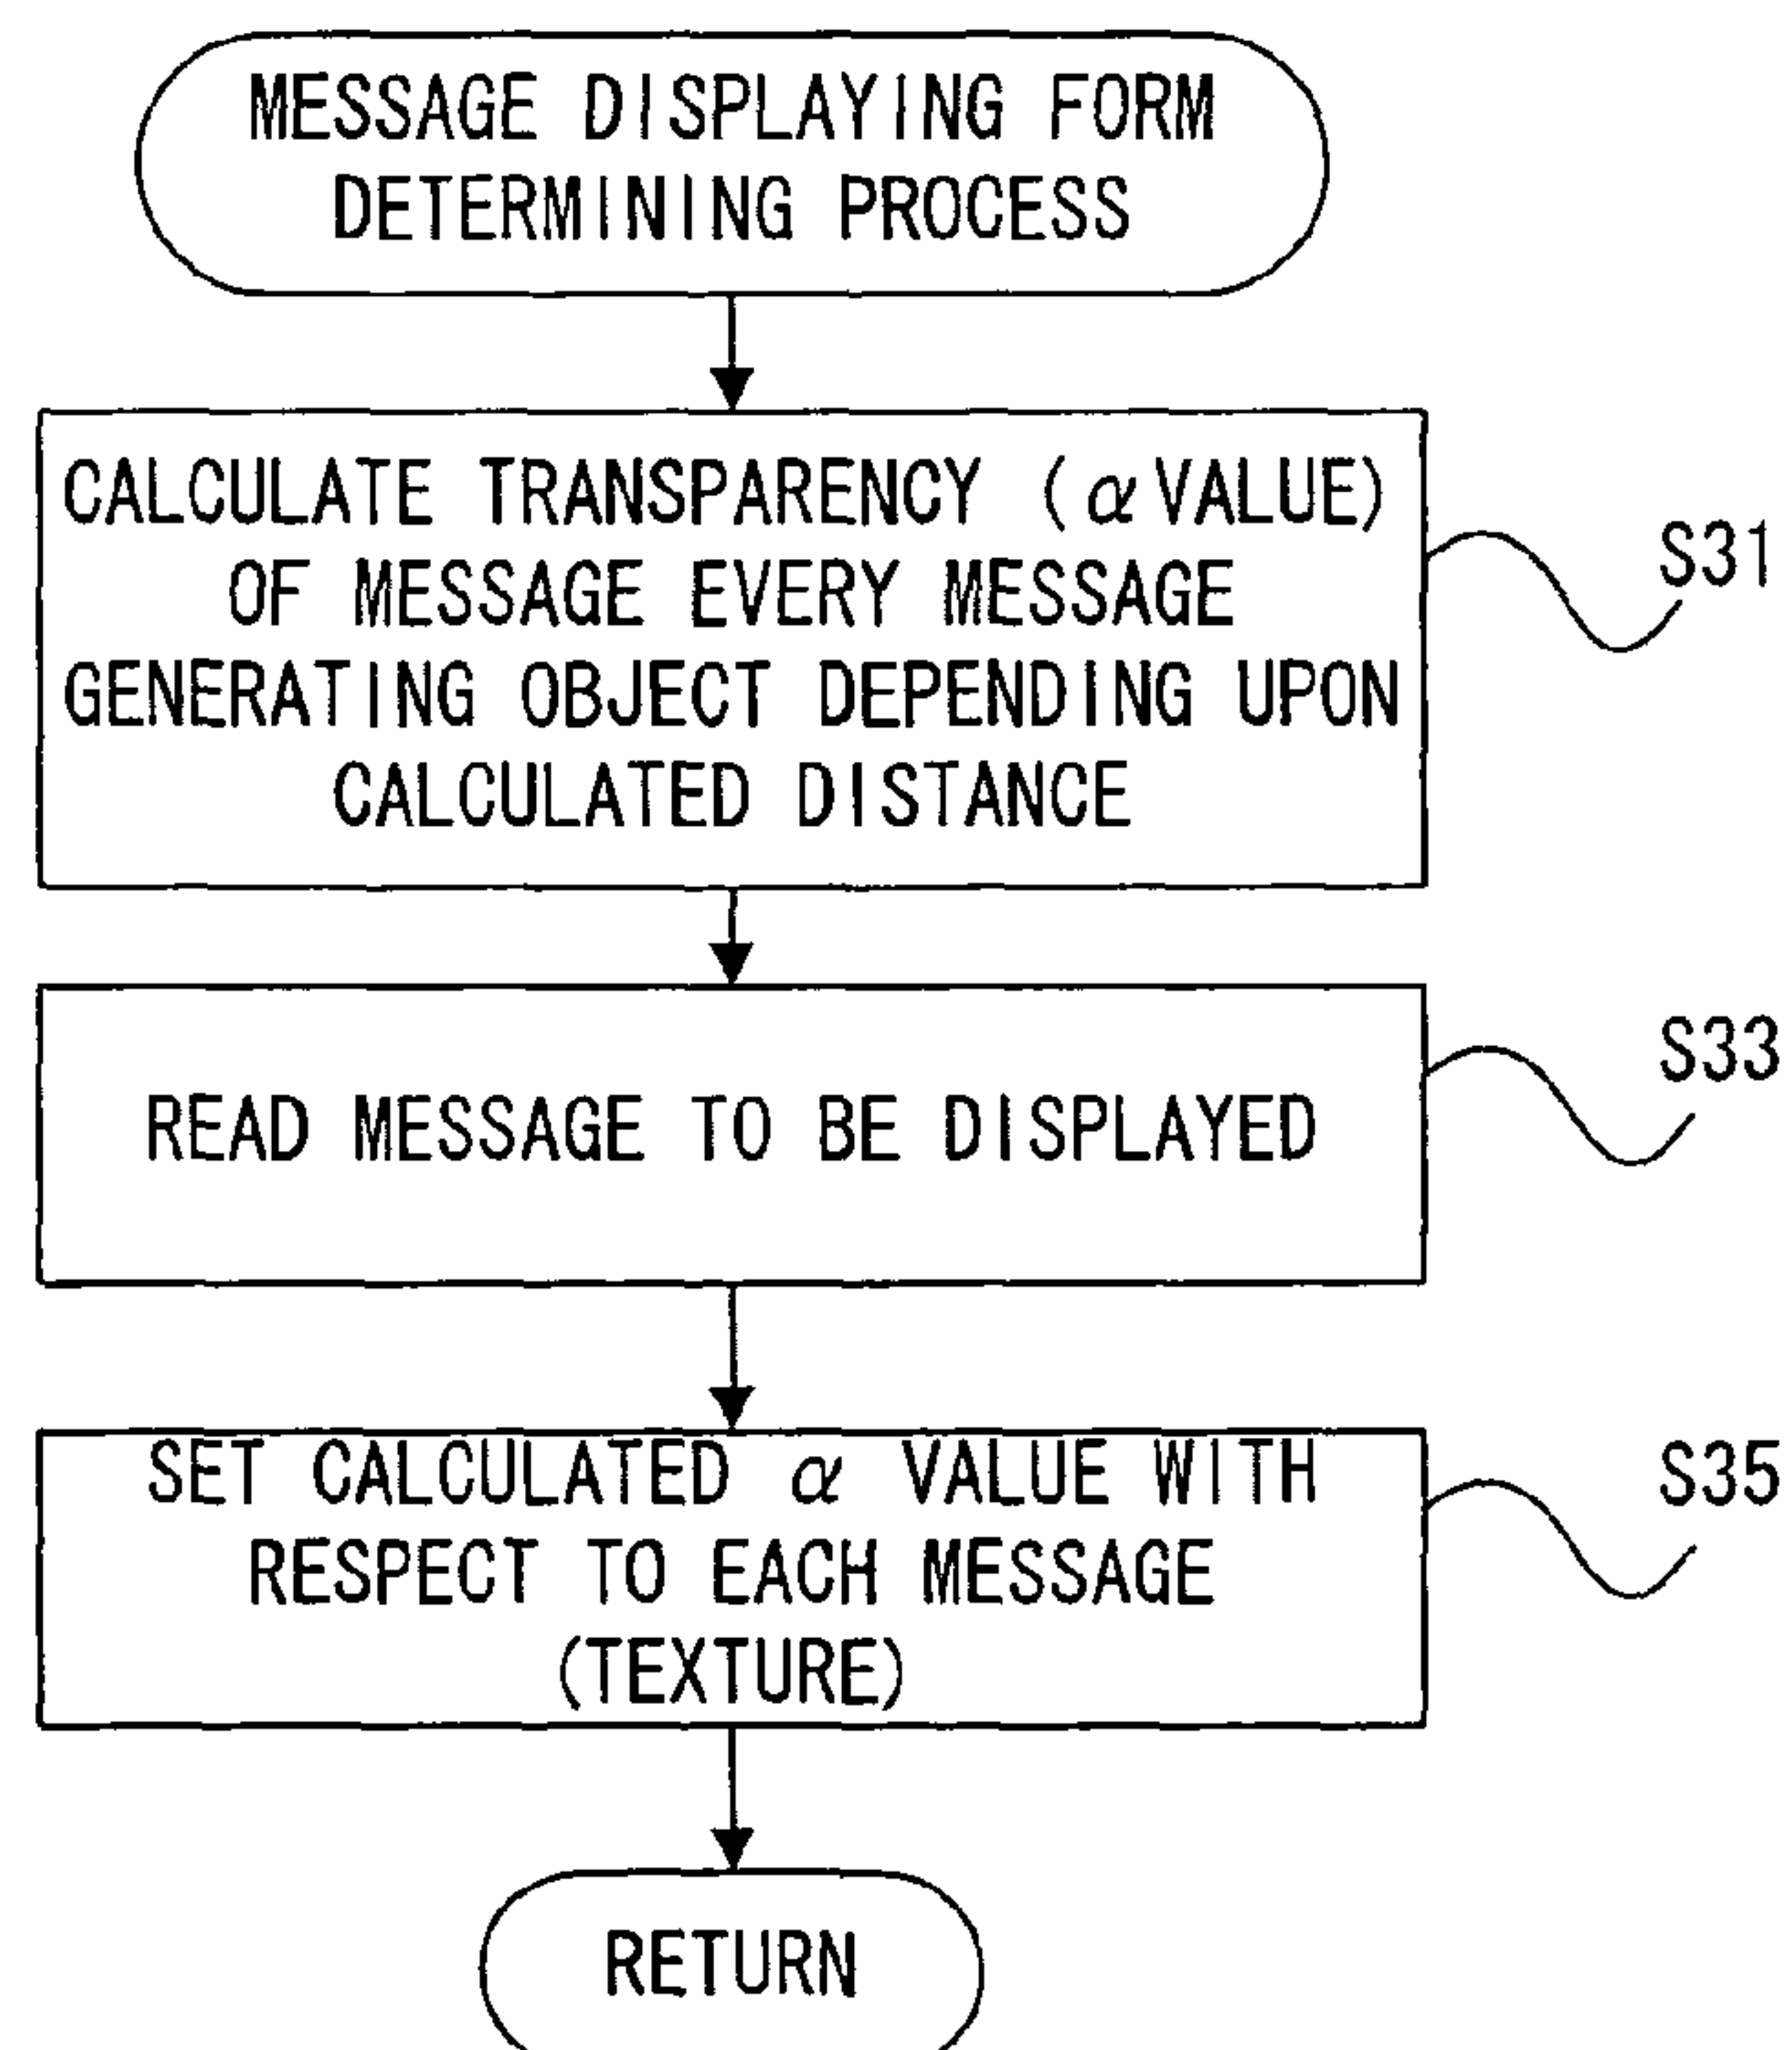 MESSAGE DISPLAYING FORM
DETERMINING PROCESS
CALCULATE TRANSPARENCY (α VALUE)
OF MESSAGE EVERY MESSAGE
GENERATING OBJECT DEPENDING UPON
CALCULATED DISTANCE
S31
READ MESSAGE TO BE DISPLAYED
S33
SET CALCULATED α VALUE WITH
RESPECT TO EACH MESSAGE
(TEXTURE)
S35
RETURN